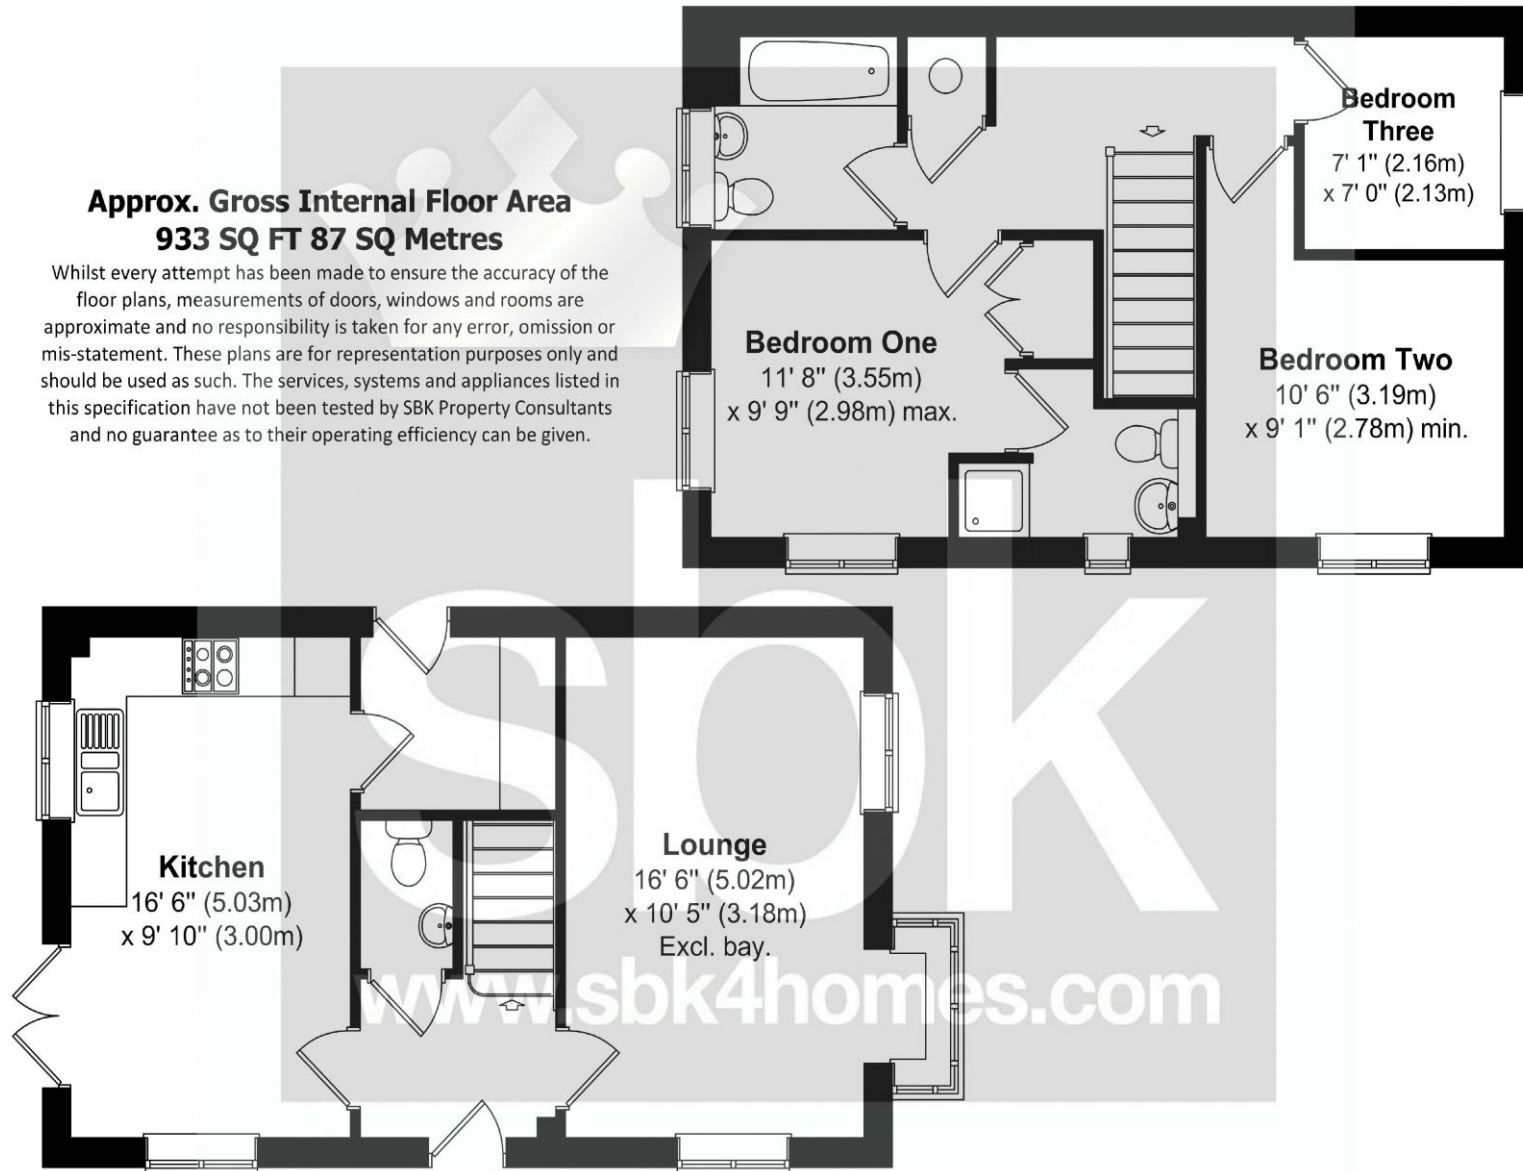 Approx. Gross Internal Floor Area
933 SQ FT 87 SQ Metres
Whilst every attempt has been made to ensure the accuracy of the
floor plans, measurements of doors, windows and rooms are
approximate and no responsibility is taken for any error, omission or
mis-statement. These plans are for representation purposes only and
should be used as such. The services, systems and appliances listed in
this specification have not been tested by SBK Property Consultants
and no guarantee as to their operating efficiency can be given.
Bedroom
Three
7' 1" (2.16m)
x 7' 0" (2.13m)
Bedroom One
11' 8" (3.55m)
x 9' 9" (2.98m) max.
Bedroom Two
10' 6" (3.19m)
x 9' 1" (2.78m) min.
Kitchen
16' 6" (5.03m)
x 9' 10" (3.00m)
Lounge
16' 6" (5.02m)
x 10' 5" (3.18m)
Excl. bay.
sbk
www.sbk4homes.com